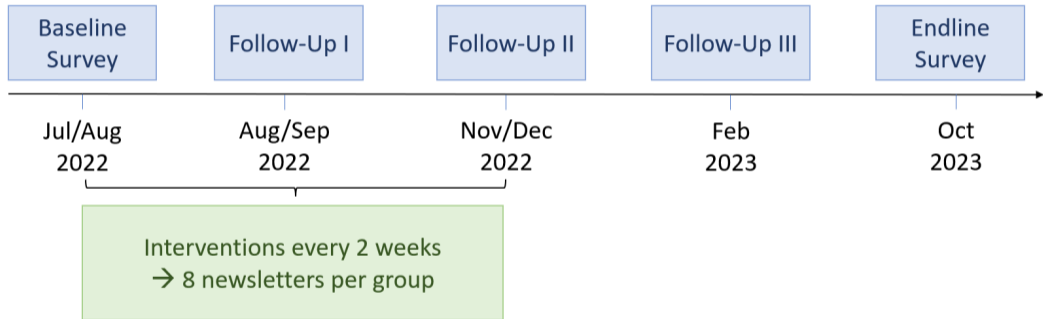 Baseline
Survey
Follow-Up I
Follow-Up II
Follow-Up III
Endline
Survey
Jul/Aug
2022
Aug/Sep
2022
Nov/Dec
2022
Feb
2023
Oct
2023
Interventions every 2 weeks
→ 8 newsletters per group